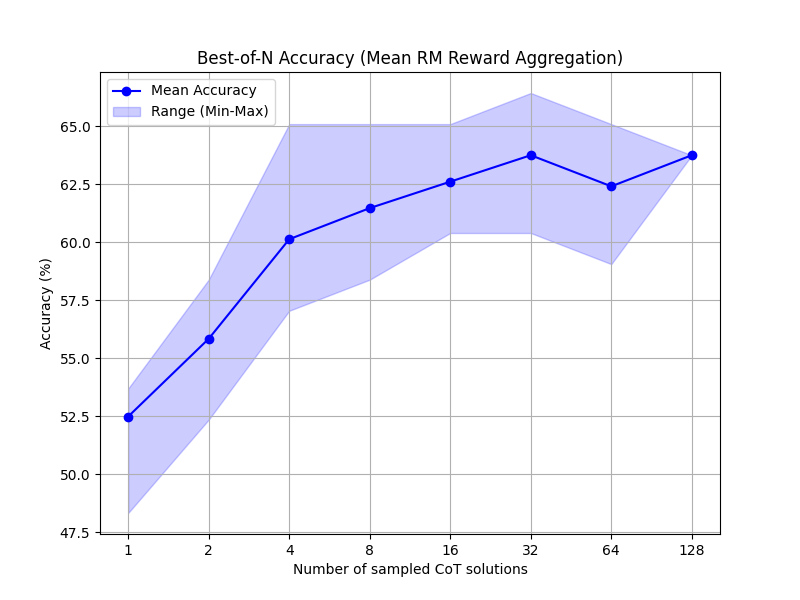 Best-of-N Accuracy (Mean RM Reward Aggregation)
Mean Accuracy
Range (Min-Max)
Accuracy (%)
65.0
62.5
60.0
57.5
55.0
52.5
50.0
47.5
1 2 4 8 16 32 64 128
Number of sampled CoT solutions